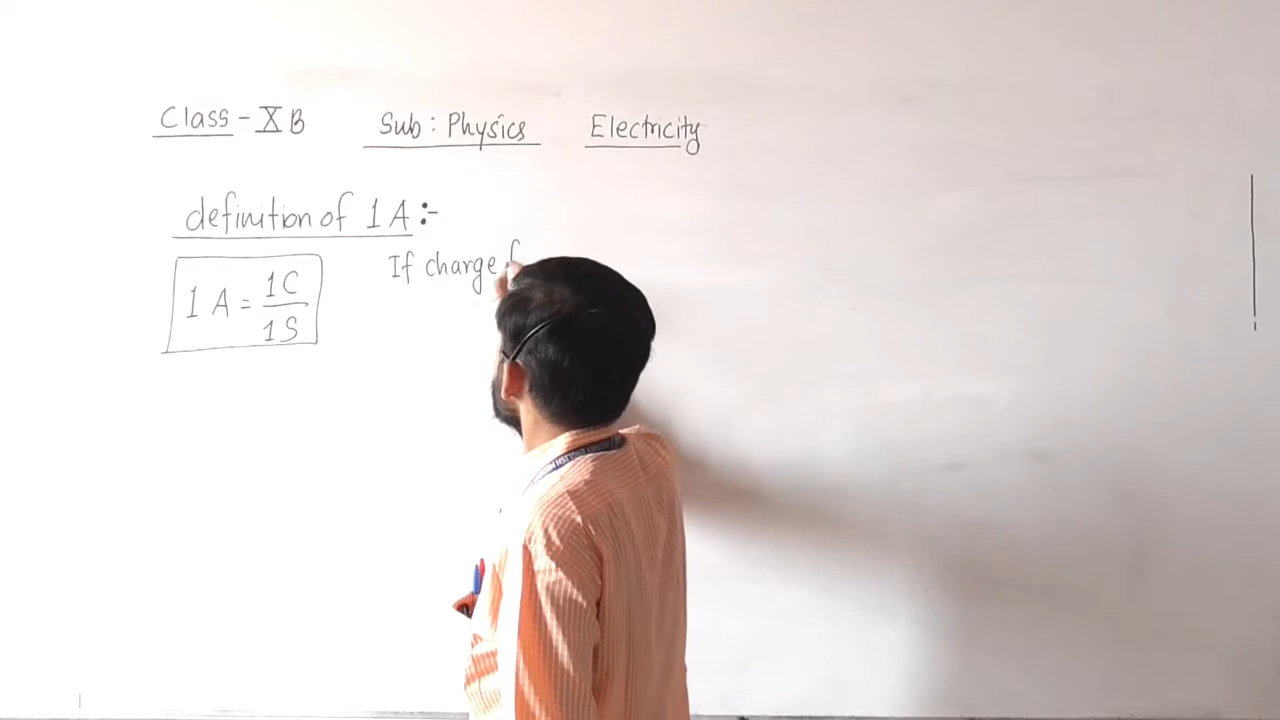 Class - X B Sub : Physics Electricity
definition of 1 A :-
If charge
1 A = 1C / 1S